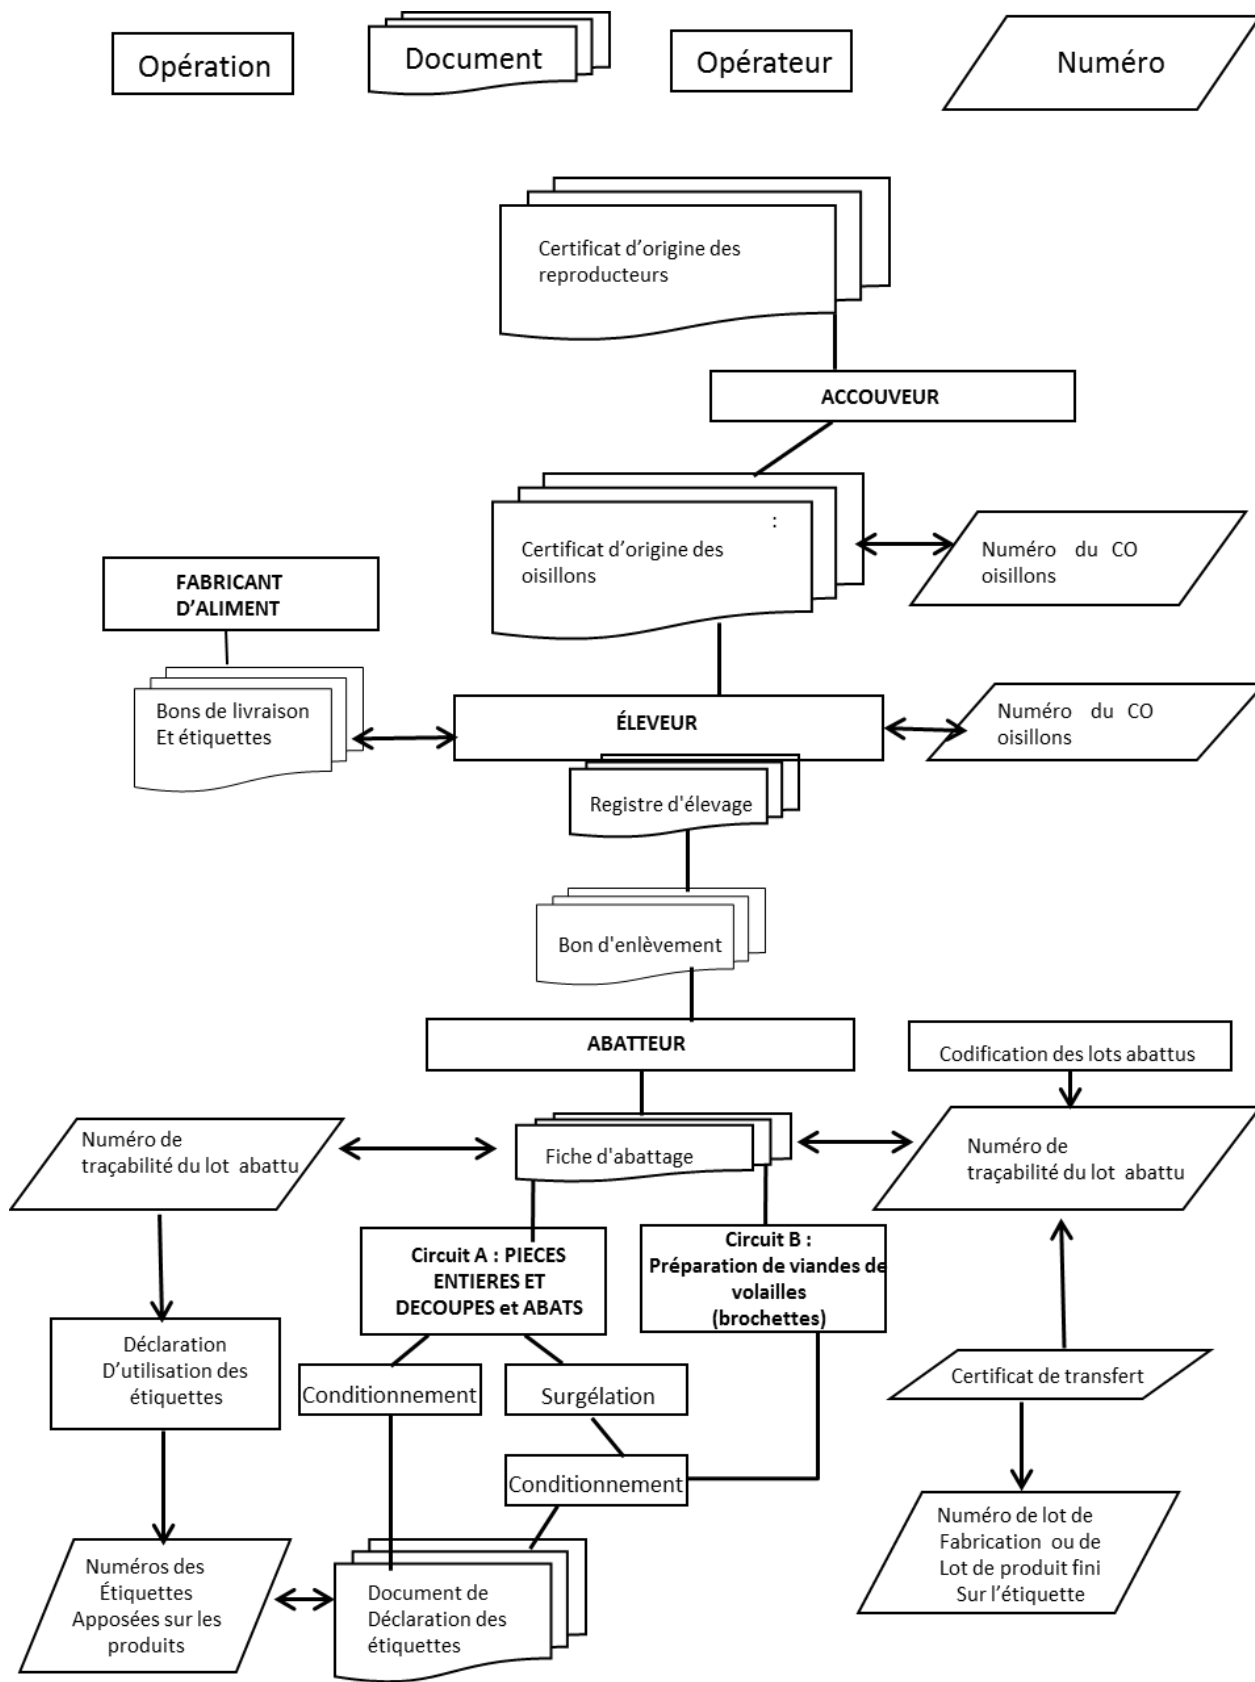 Opération
Document
Opérateur
Numéro
Certificat d’origine des
reproducteurs
ACCOUVEUR
:
Certificat d’origine des
oisillons
Numéro du CO
oisillons
FABRICANT
D’ALIMENT
Bons de livraison
Et étiquettes
ÉLEVEUR
Numéro du CO
oisillons
Registre d'élevage
Bon d'enlèvement
ABATTEUR
Codification des lots abattus
Numéro de
traçabilité du lot abattu
Fiche d'abattage
Numéro de
traçabilité du lot abattu
Circuit A : PIECES
ENTIERES ET
DECOUPES et ABATS
Circuit B :
Préparation de viandes de
volailles
(brochettes)
Déclaration
D’utilisation des
étiquettes
Conditionnement
Surgélation
Certificat de transfert
Conditionnement
Numéros des
Étiquettes
Apposées sur les
produits
Document de
Déclaration des
étiquettes
Numéro de lot de
Fabrication ou de
Lot de produit fini
Sur l’étiquette